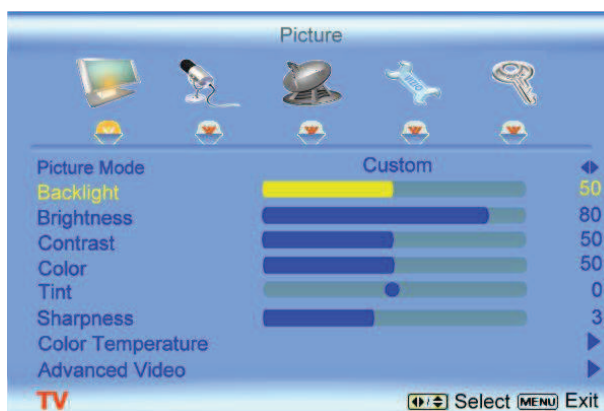 Picture
Picture Mode Custom
Backlight 50
Brightness 80
Contrast 50
Color 50
Tint 0
Sharpness 3
Color Temperature
Advanced Video
TV Select MENU Exit